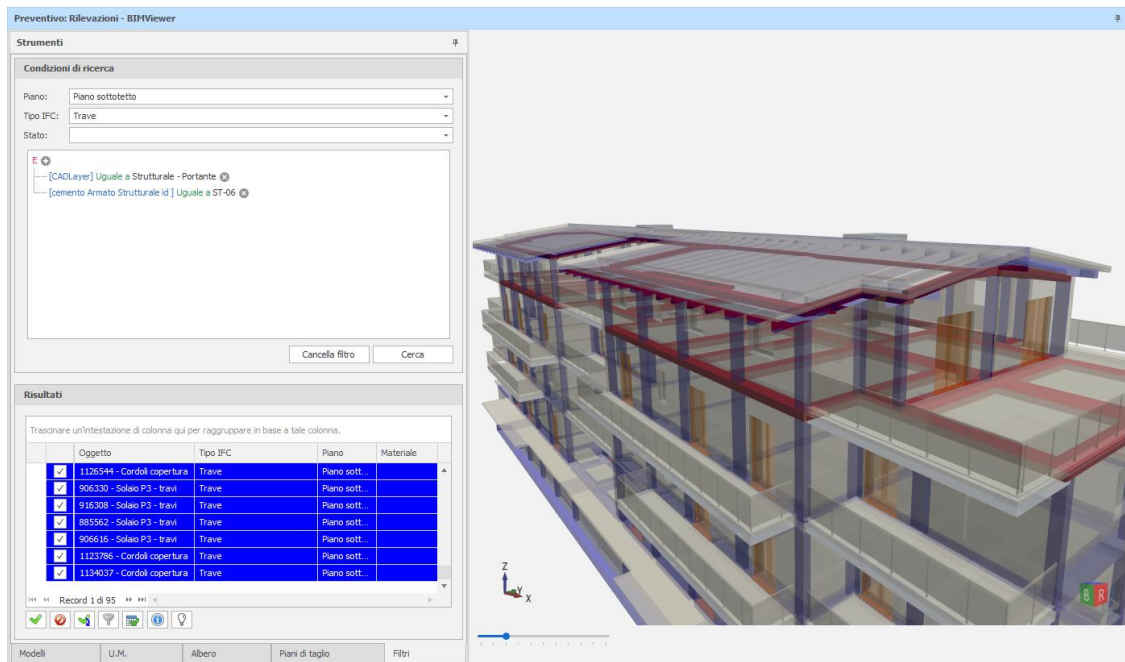 Preventivo: Rilevazioni - BIMViewer
Strumenti
Condizioni di ricerca
Piano: Piano sottotetto
Tipo IFC: Trave
Stato:
E
[CADLayer] Uguale a Strutturale - Portante
[cemento Armato Strutturale id ] Uguale a ST-06
Cancella filtro Cerca
Risultati
Trascinare un'intestazione di colonna qui per raggruppare in base a tale colonna.
Oggetto Tipo IFC Piano Materiale
1126544 - Cordoli copertura Trave Piano sott...
906330 - Solaio P3 - travi Trave Piano sott...
916308 - Solaio P3 - travi Trave Piano sott...
885562 - Solaio P3 - travi Trave Piano sott...
906616 - Solaio P3 - travi Trave Piano sott...
1123786 - Cordoli copertura Trave Piano sott...
1134037 - Cordoli copertura Trave Piano sott...
Record 1 di 95
Modelli U.M. Albero Piani di taglio Filtri
Z
Y
X
B R